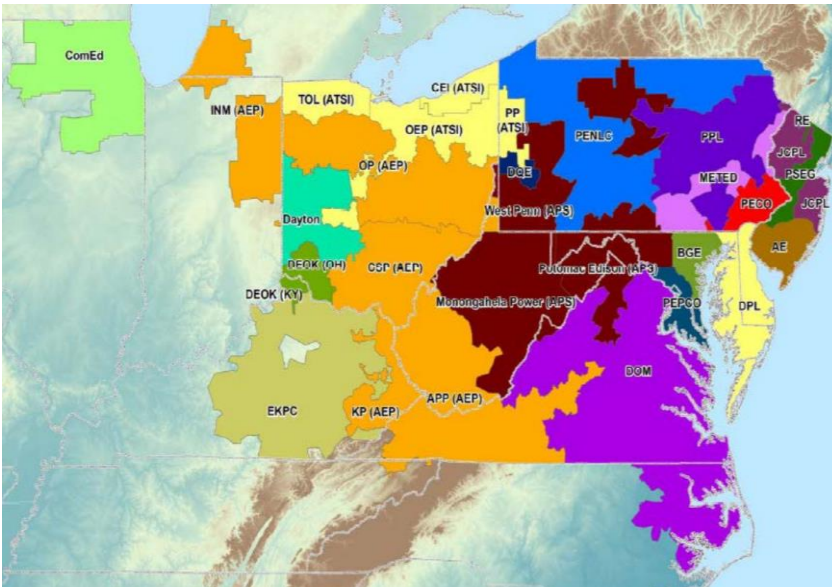 ComEd
INM (AEP)
TOL (ATSI)
CEI (ATSI)
OEP (ATSI)
PP
(ATSI)
PENLC
PPL
RE
JCPL
PSEG
JCPL
METED
PECO
OP (AEP)
DQE
Dayton
West Penn (APS)
AE
BGE
DEOK (OH)
CSP (AEP)
Potomac Edison (APS
DEOK (KY)
Monongahela Power (APS)
PEPCO
DPL
DOM
EKPC
KP (AEP)
APP (AEP)